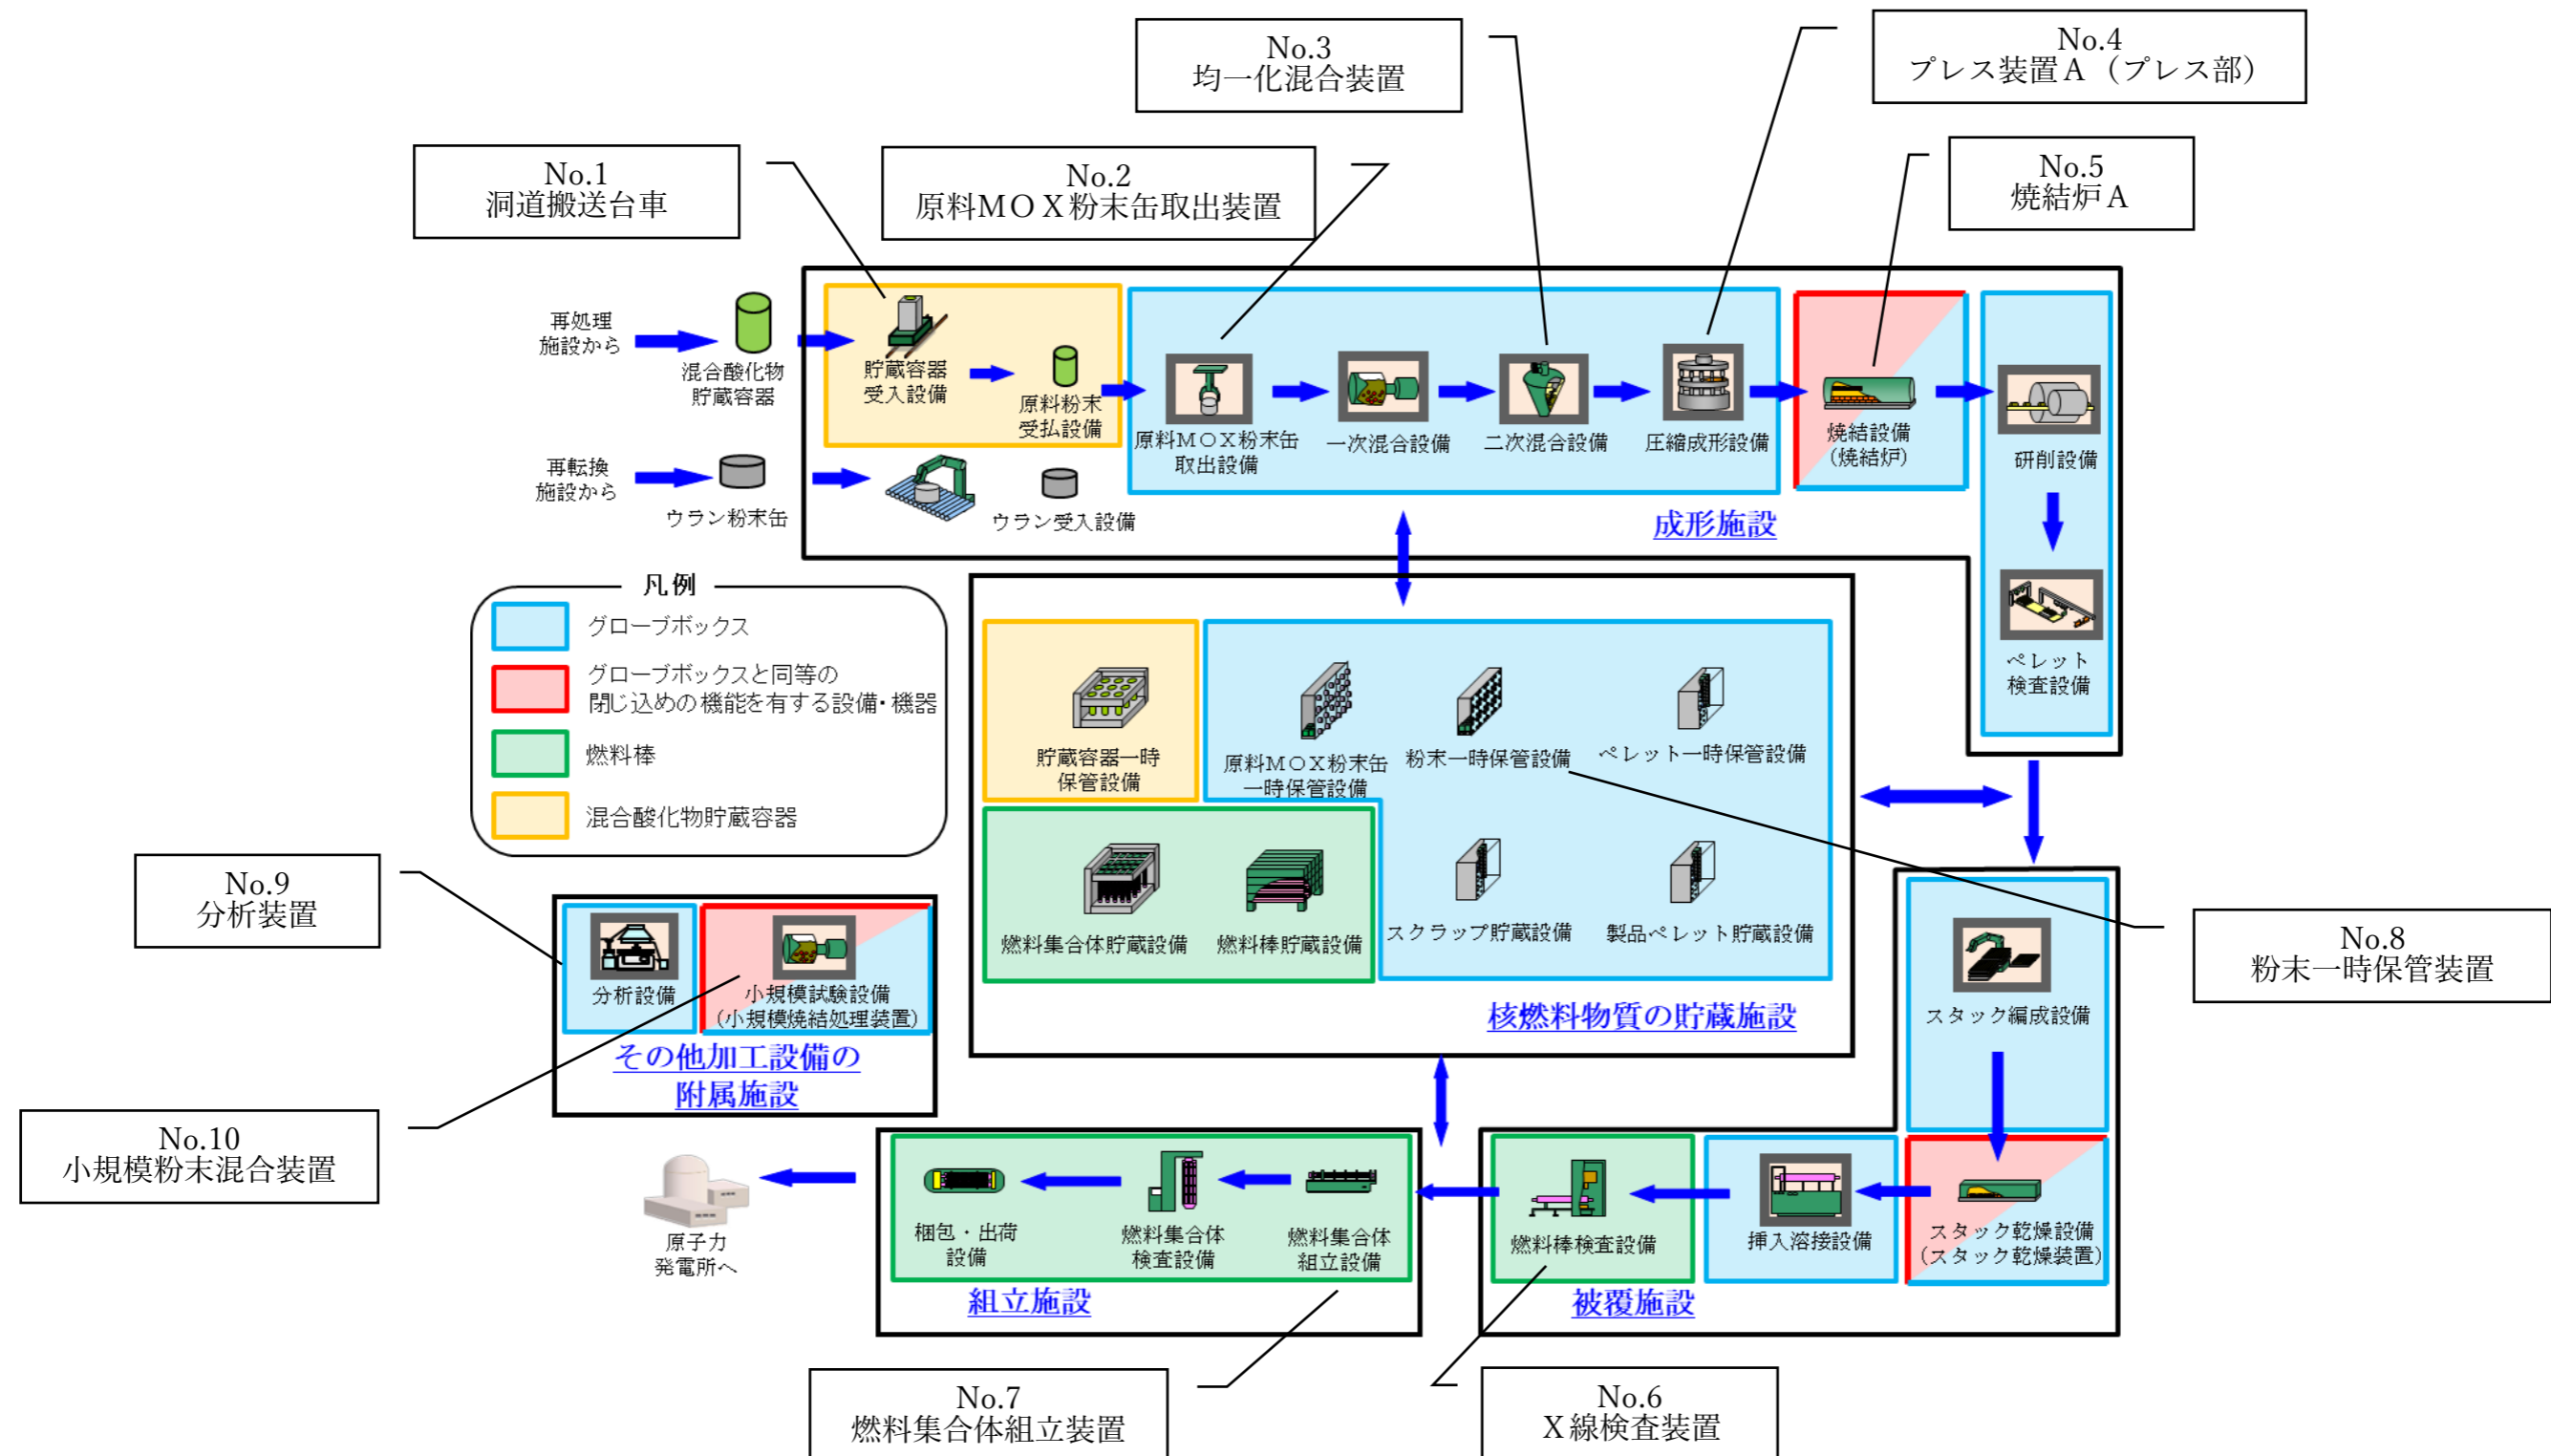 No.3
均一化混合装置
No.4
プレス装置Ａ（プレス部）
No.1
洞道搬送台車
No.2
原料ＭＯＸ粉末缶取出装置
No.5
焼結炉Ａ
再処理
施設から
混合酸化物
貯蔵容器
貯蔵容器
受入設備
原料粉末
受払設備
原料ＭＯＸ粉末缶
取出設備
一次混合設備
二次混合設備
圧縮成形設備
焼結設備
（焼結炉）
研削設備
再転換
施設から
ウラン粉末缶
ウラン受入設備
成形施設
ペレット
検査設備
凡例
グローブボックス
グローブボックスと同等の
閉じ込めの機能を有する設備・機器
燃料棒
混合酸化物貯蔵容器
貯蔵容器一時
保管設備
原料ＭＯＸ粉末缶
一時保管設備
粉末一時保管設備
ペレット一時保管設備
燃料集合体貯蔵設備
燃料棒貯蔵設備
スクラップ貯蔵設備
製品ペレット貯蔵設備
核燃料物質の貯蔵施設
No.8
粉末一時保管装置
No.9
分析装置
分析設備
小規模試験設備
（小規模焼結処理装置）
その他加工設備の
附属施設
No.10
小規模粉末混合装置
スタック編成設備
スタック乾燥設備
（スタック乾燥装置）
挿入溶接設備
燃料棒検査設備
被覆施設
燃料集合体
組立設備
燃料集合体
検査設備
梱包・出荷
設備
組立施設
原子力
発電所へ
No.7
燃料集合体組立装置
No.6
Ｘ線検査装置